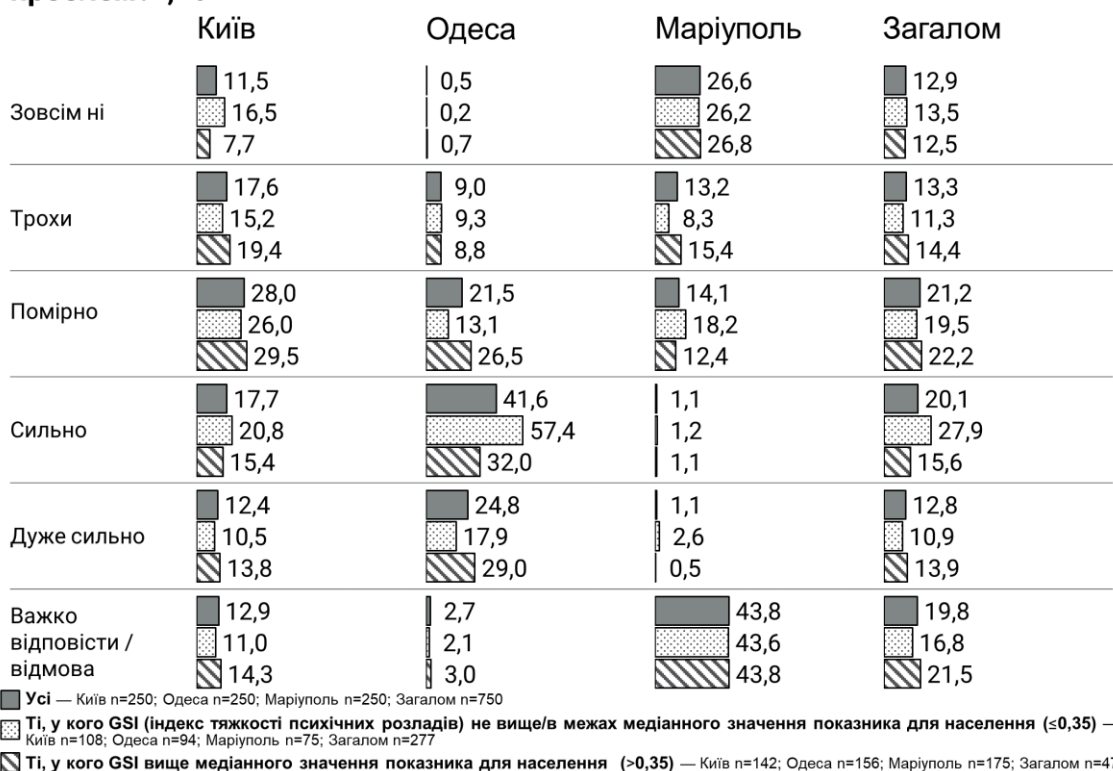 Київ Одеса Маріуполь Загалом
11,5 0,5 26,6 12,9
Зовсім ні 16,5 0,2 26,2 13,5
7,7 0,7 26,8 12,5
17,6 9,0 13,2 13,3
Трохи 15,2 9,3 8,3 11,3
19,4 8,8 15,4 14,4
28,0 21,5 14,1 21,2
Помірно 26,0 13,1 18,2 19,5
29,5 26,5 12,4 22,2
17,7 41,6 1,1 20,1
Сильно 20,8 57,4 1,2 27,9
15,4 32,0 1,1 15,6
12,4 24,8 1,1 12,8
Дуже сильно 10,5 17,9 2,6 10,9
13,8 29,0 0,5 13,9
Важко 12,9 2,7 43,8 19,8
відповісти / 11,0 2,1 43,6 16,8
відмова 14,3 3,0 43,8 21,5
Усі — Київ n=250; Одеса n=250; Маріуполь n=250; Загалом n=750
Ті, у кого GSI (індекс тяжкості психічних розладів) не вище/в межах медіанного значення показника для населення (≤0,35) —
Київ n=108; Одеса n=94; Маріуполь n=75; Загалом n=277
Ті, у кого GSI вище медіанного значення показника для населення (>0,35) — Київ n=142; Одеса n=156; Маріуполь n=175; Загалом